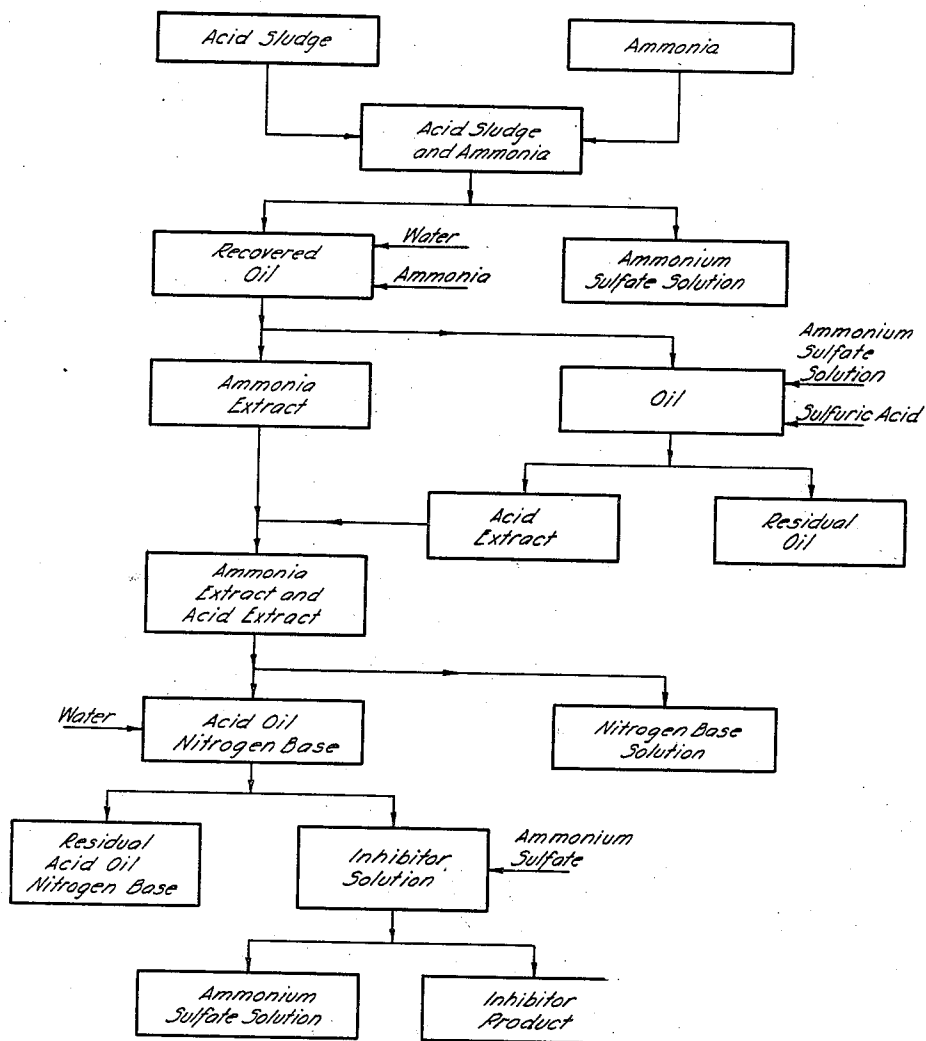 Acid Sludge
Ammonia
Acid Sludge
and Ammonia
Recovered
Oil
Water
Ammonia
Ammonium
Sulfate Solution
Ammonia
Extract
Oil
Ammonium
Sulfate
Solution
Sulfuric Acid
Acid
Extract
Residual
Oil
Ammonia
Extract and
Acid Extract
Water
Acid Oil
Nitrogen Base
Nitrogen Base
Solution
Residual
Acid Oil
Nitrogen Base
Inhibitor
Solution
Ammonium
Sulfate
Ammonium
Sulfate Solution
Inhibitor
Product